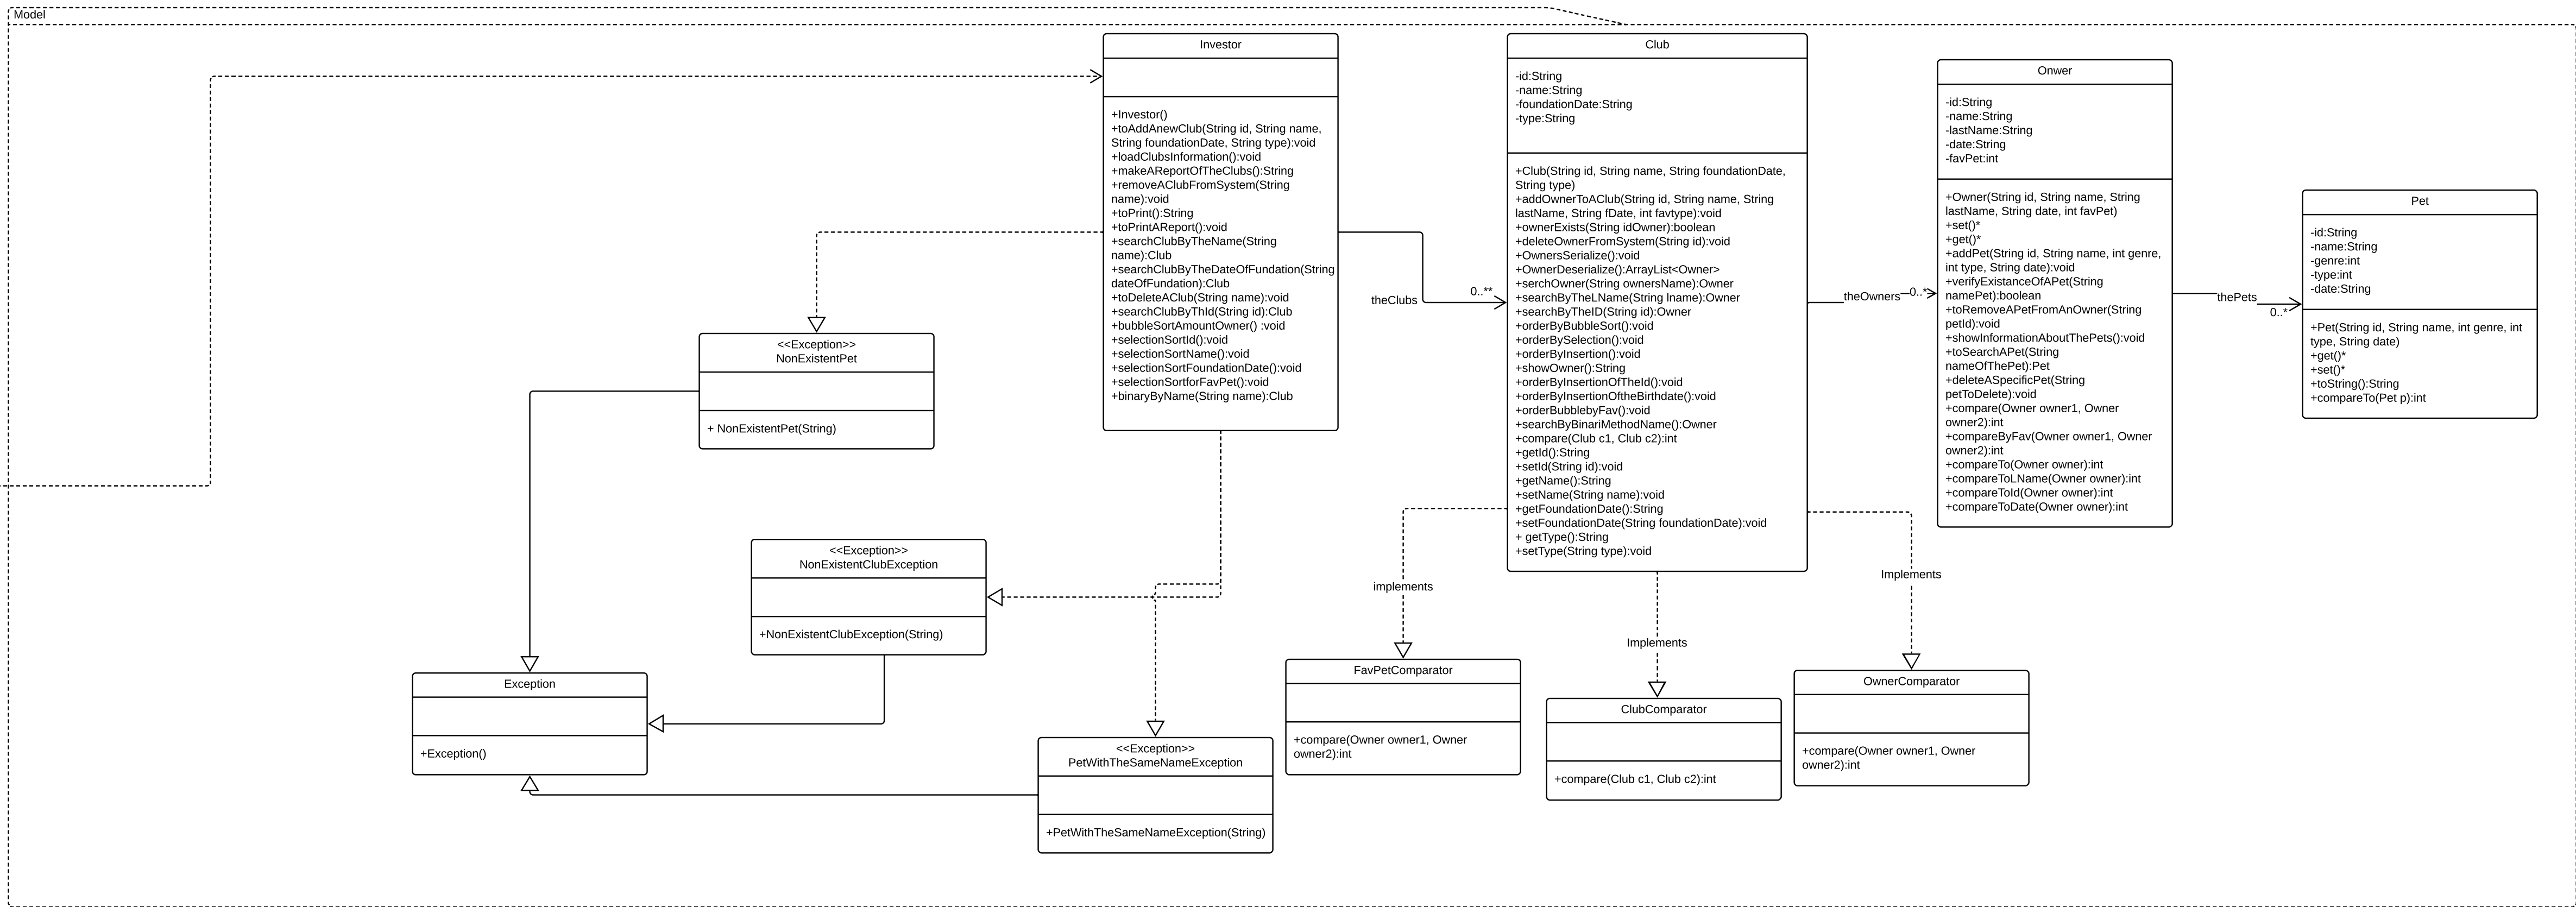 Model
Investor
+Investor()
+toAddAnewClub(String id, String name,
String foundationDate, String type):void
+loadClubsInformation():void
+makeAReportOfTheClubs():String
+removeAClubFromSystem(String
name):void
+toPrint():String
+toPrintAReport():void
+searchClubByTheName(String
name):Club
+searchClubByTheDateOfFundation(String
dateOfFundation):Club
+toDeleteAClub(String name):void
+searchClubByThId(String id):Club
+bubbleSortAmountOwner() :void
+selectionSortId():void
+selectionSortName():void
+selectionSortFoundationDate():void
+selectionSortforFavPet():void
+binaryByName(String name):Club
theClubs
0..**
Club
-id:String
-name:String
-foundationDate:String
-type:String
+Club(String id, String name, String foundationDate,
String type)
+addOwnerToAClub(String id, String name, String
lastName, String fDate, int favtype):void
+ownerExists(String idOwner):boolean
+deleteOwnerFromSystem(String id):void
+OwnersSerialize():void
+OwnerDeserialize():ArrayList<Owner>
+serchOwner(String ownersName):Owner
+searchByTheLName(String lname):Owner
+searchByTheID(String id):Owner
+orderByBubbleSort():void
+orderBySelection():void
+orderByInsertion():void
+showOwner():String
+orderByInsertionOfTheId():void
+orderByInsertionOftheBirthdate():void
+orderBubblebyFav():void
+searchByBinariMethodName():Owner
+compare(Club c1, Club c2):int
+getId():String
+setId(String id):void
+getName():String
+setName(String name):void
+getFoundationDate():String
+setFoundationDate(String foundationDate):void
+ getType():String
+setType(String type):void
theOwners
0..*
Onwer
-id:String
-name:String
-lastName:String
-date:String
-favPet:int
+Owner(String id, String name, String
lastName, String date, int favPet)
+set()*
+get()*
+addPet(String id, String name, int genre,
int type, String date):void
+verifyExistanceOfAPet(String
namePet):boolean
+toRemoveAPetFromAnOwner(String
petId):void
+showInformationAboutThePets():void
+toSearchAPet(String
nameOfThePet):Pet
+deleteASpecificPet(String
petToDelete):void
+compare(Owner owner1, Owner
owner2):int
+compareByFav(Owner owner1, Owner
owner2):int
+compareTo(Owner owner):int
+compareToLName(Owner owner):int
+compareToId(Owner owner):int
+compareToDate(Owner owner):int
thePets
0..*
Pet
-id:String
-name:String
-genre:int
-type:int
-date:String
+Pet(String id, String name, int genre, int
type, String date)
+get()*
+set()*
+toString():String
+compareTo(Pet p):int
<<Exception>>
NonExistentPet
+ NonExistentPet(String)
<<Exception>>
NonExistentClubException
+NonExistentClubException(String)
Exception
+Exception()
<<Exception>>
PetWithTheSameNameException
+PetWithTheSameNameException(String)
implements
Implements
Implements
FavPetComparator
+compare(Owner owner1, Owner
owner2):int
ClubComparator
+compare(Club c1, Club c2):int
OwnerComparator
+compare(Owner owner1, Owner
owner2):int